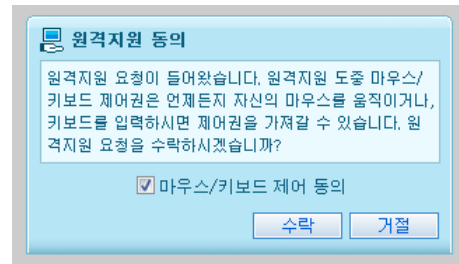 원격지원 동의
원격지원 요청이 들어왔습니다. 원격지원 도중 마우스/
키보드 제어권은 언제든지 자신의 마우스를 움직이거나,
키보드를 입력하시면 제어권을 가져갈 수 있습니다. 원
격지원 요청을 수락하시겠습니까?
마우스/키보드 제어 동의
수락 거절